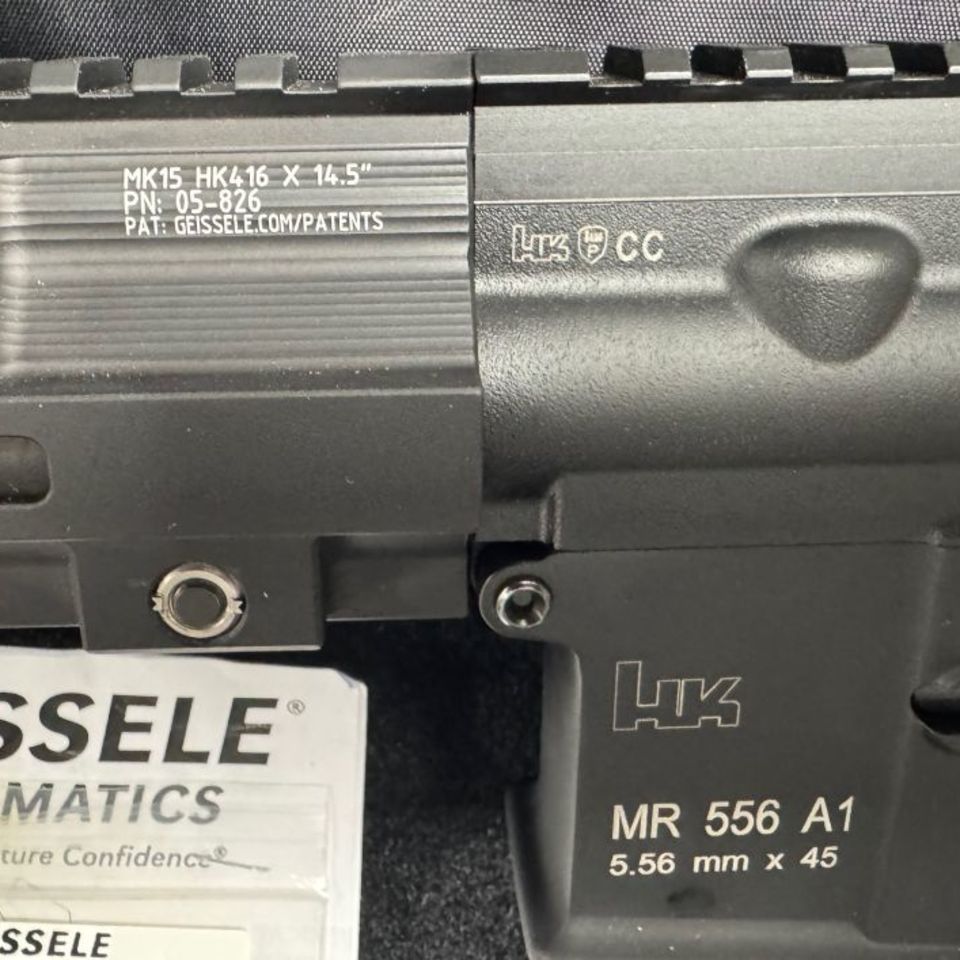 MK15 HK416 X 14.5"
PN: 05-826
PAT: GEISSELE.COM/PATENTS
HK CC
SSELE®
MATICS
ture Confidence®
SSELE
HK
MR 556 A1
5.56 mm x 45